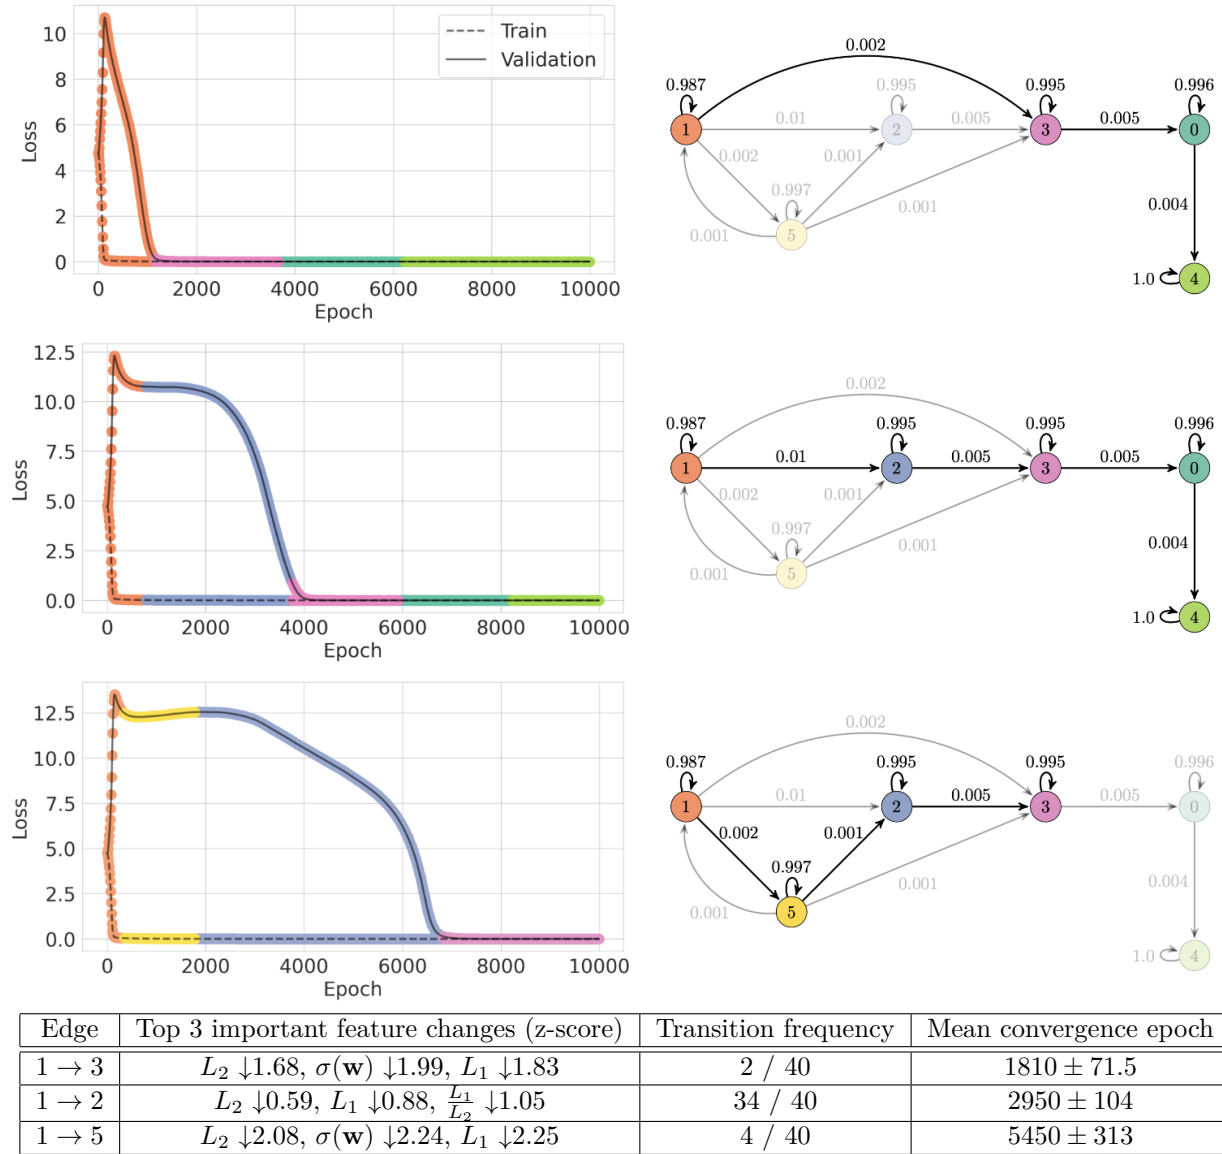 10
8
6
4
2
0
Loss
Train
Validation
0 2000 4000 6000 8000 10000
Epoch
0.002
0.987 0.995 0.995 0.996
1 0.01 2 0.005 3 0.005 0
0.002 0.001
0.997
0.001 5 0.001
0.004
1.0 4
12.5
10.0
7.5
5.0
2.5
0.0
Loss
0 2000 4000 6000 8000 10000
Epoch
0.002
0.987 0.995 0.995 0.996
1 0.01 2 0.005 3 0.005 0
0.002 0.001
0.997
0.001 5 0.001
0.004
1.0 4
12.5
10.0
7.5
5.0
2.5
0.0
Loss
0 2000 4000 6000 8000 10000
Epoch
0.002
0.987 0.995 0.995 0.996
1 0.01 2 0.005 3 0.005 0
0.002 0.001
0.997
0.001 5 0.001
0.004
1.0 4
Edge Top 3 important feature changes (z-score) Transition frequency Mean convergence epoch
1 → 3 L₂ ↓1.68, σ(w) ↓1.99, L₁ ↓1.83 2 / 40 1810 ± 71.5
1 → 2 L₂ ↓0.59, L₁ ↓0.88, L₁/L₂ ↓1.05 34 / 40 2950 ± 104
1 → 5 L₂ ↓2.08, σ(w) ↓2.24, L₁ ↓2.25 4 / 40 5450 ± 313